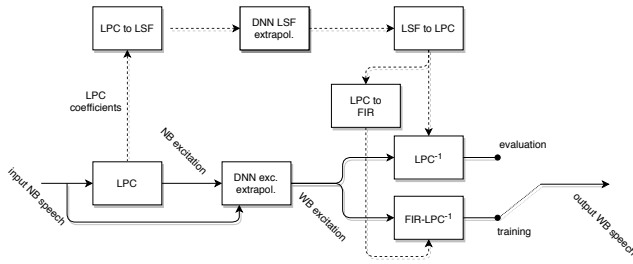 LPC to LSF
DNN LSF
extrapol.
LSF to LPC
LPC
coefficients
LPC to
FIR
NB excitation
LPC⁻¹
evaluation
input NB speech
LPC
DNN exc.
extrapol.
WB excitation
FIR-LPC⁻¹
training
output WB speech